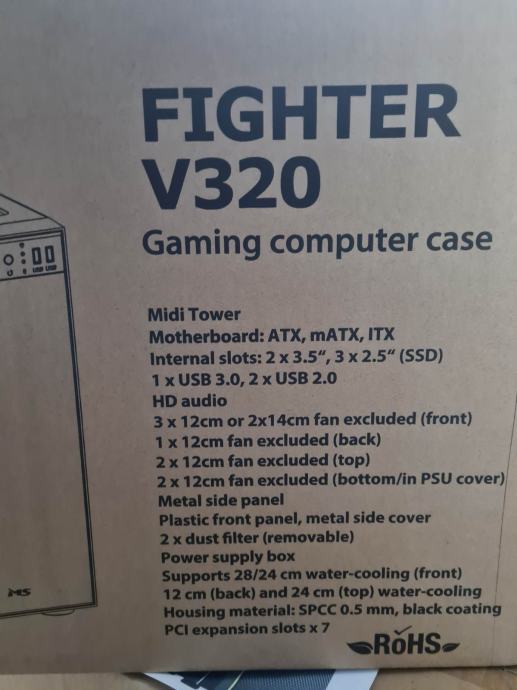 FIGHTER
V320
Gaming computer case
USB USB
Midi Tower
Motherboard: ATX, mATX, ITX
Internal slots: 2 x 3.5“, 3 x 2.5“ (SSD)
1 x USB 3.0, 2 x USB 2.0
HD audio
3 x 12cm or 2x14cm fan excluded (front)
1 x 12cm fan excluded (back)
2 x 12cm fan excluded (top)
2 x 12cm fan excluded (bottom/in PSU cover)
Metal side panel
Plastic front panel, metal side cover
2 x dust filter (removable)
Power supply box
Supports 28/24 cm water-cooling (front)
12 cm (back) and 24 cm (top) water-cooling
Housing material: SPCC 0.5 mm, black coating
PCI expansion slots x 7
MS
RoHS